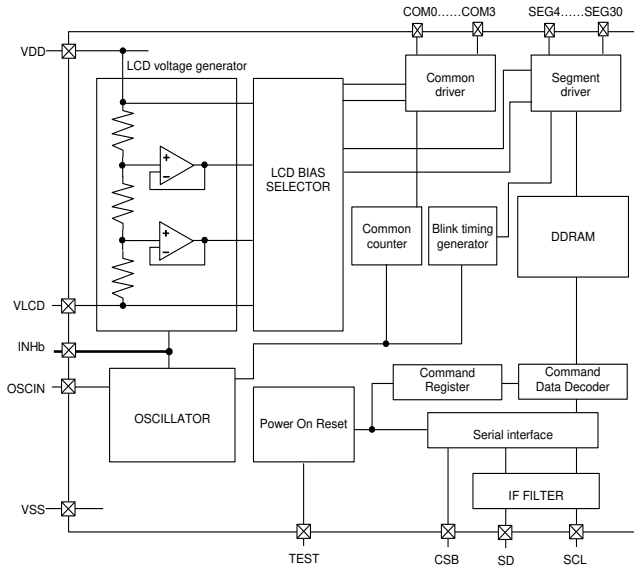 COM0……COM3
SEG4……SEG30
VDD
LCD voltage generator
Common
driver
Segment
driver
+
−
LCD BIAS
SELECTOR
Common
counter
Blink timing
generator
DDRAM
+
−
VLCD
INHb
OSCIN
OSCILLATOR
Power On Reset
Command
Register
Command
Data Decoder
Serial interface
IF FILTER
VSS
TEST
CSB
SD
SCL